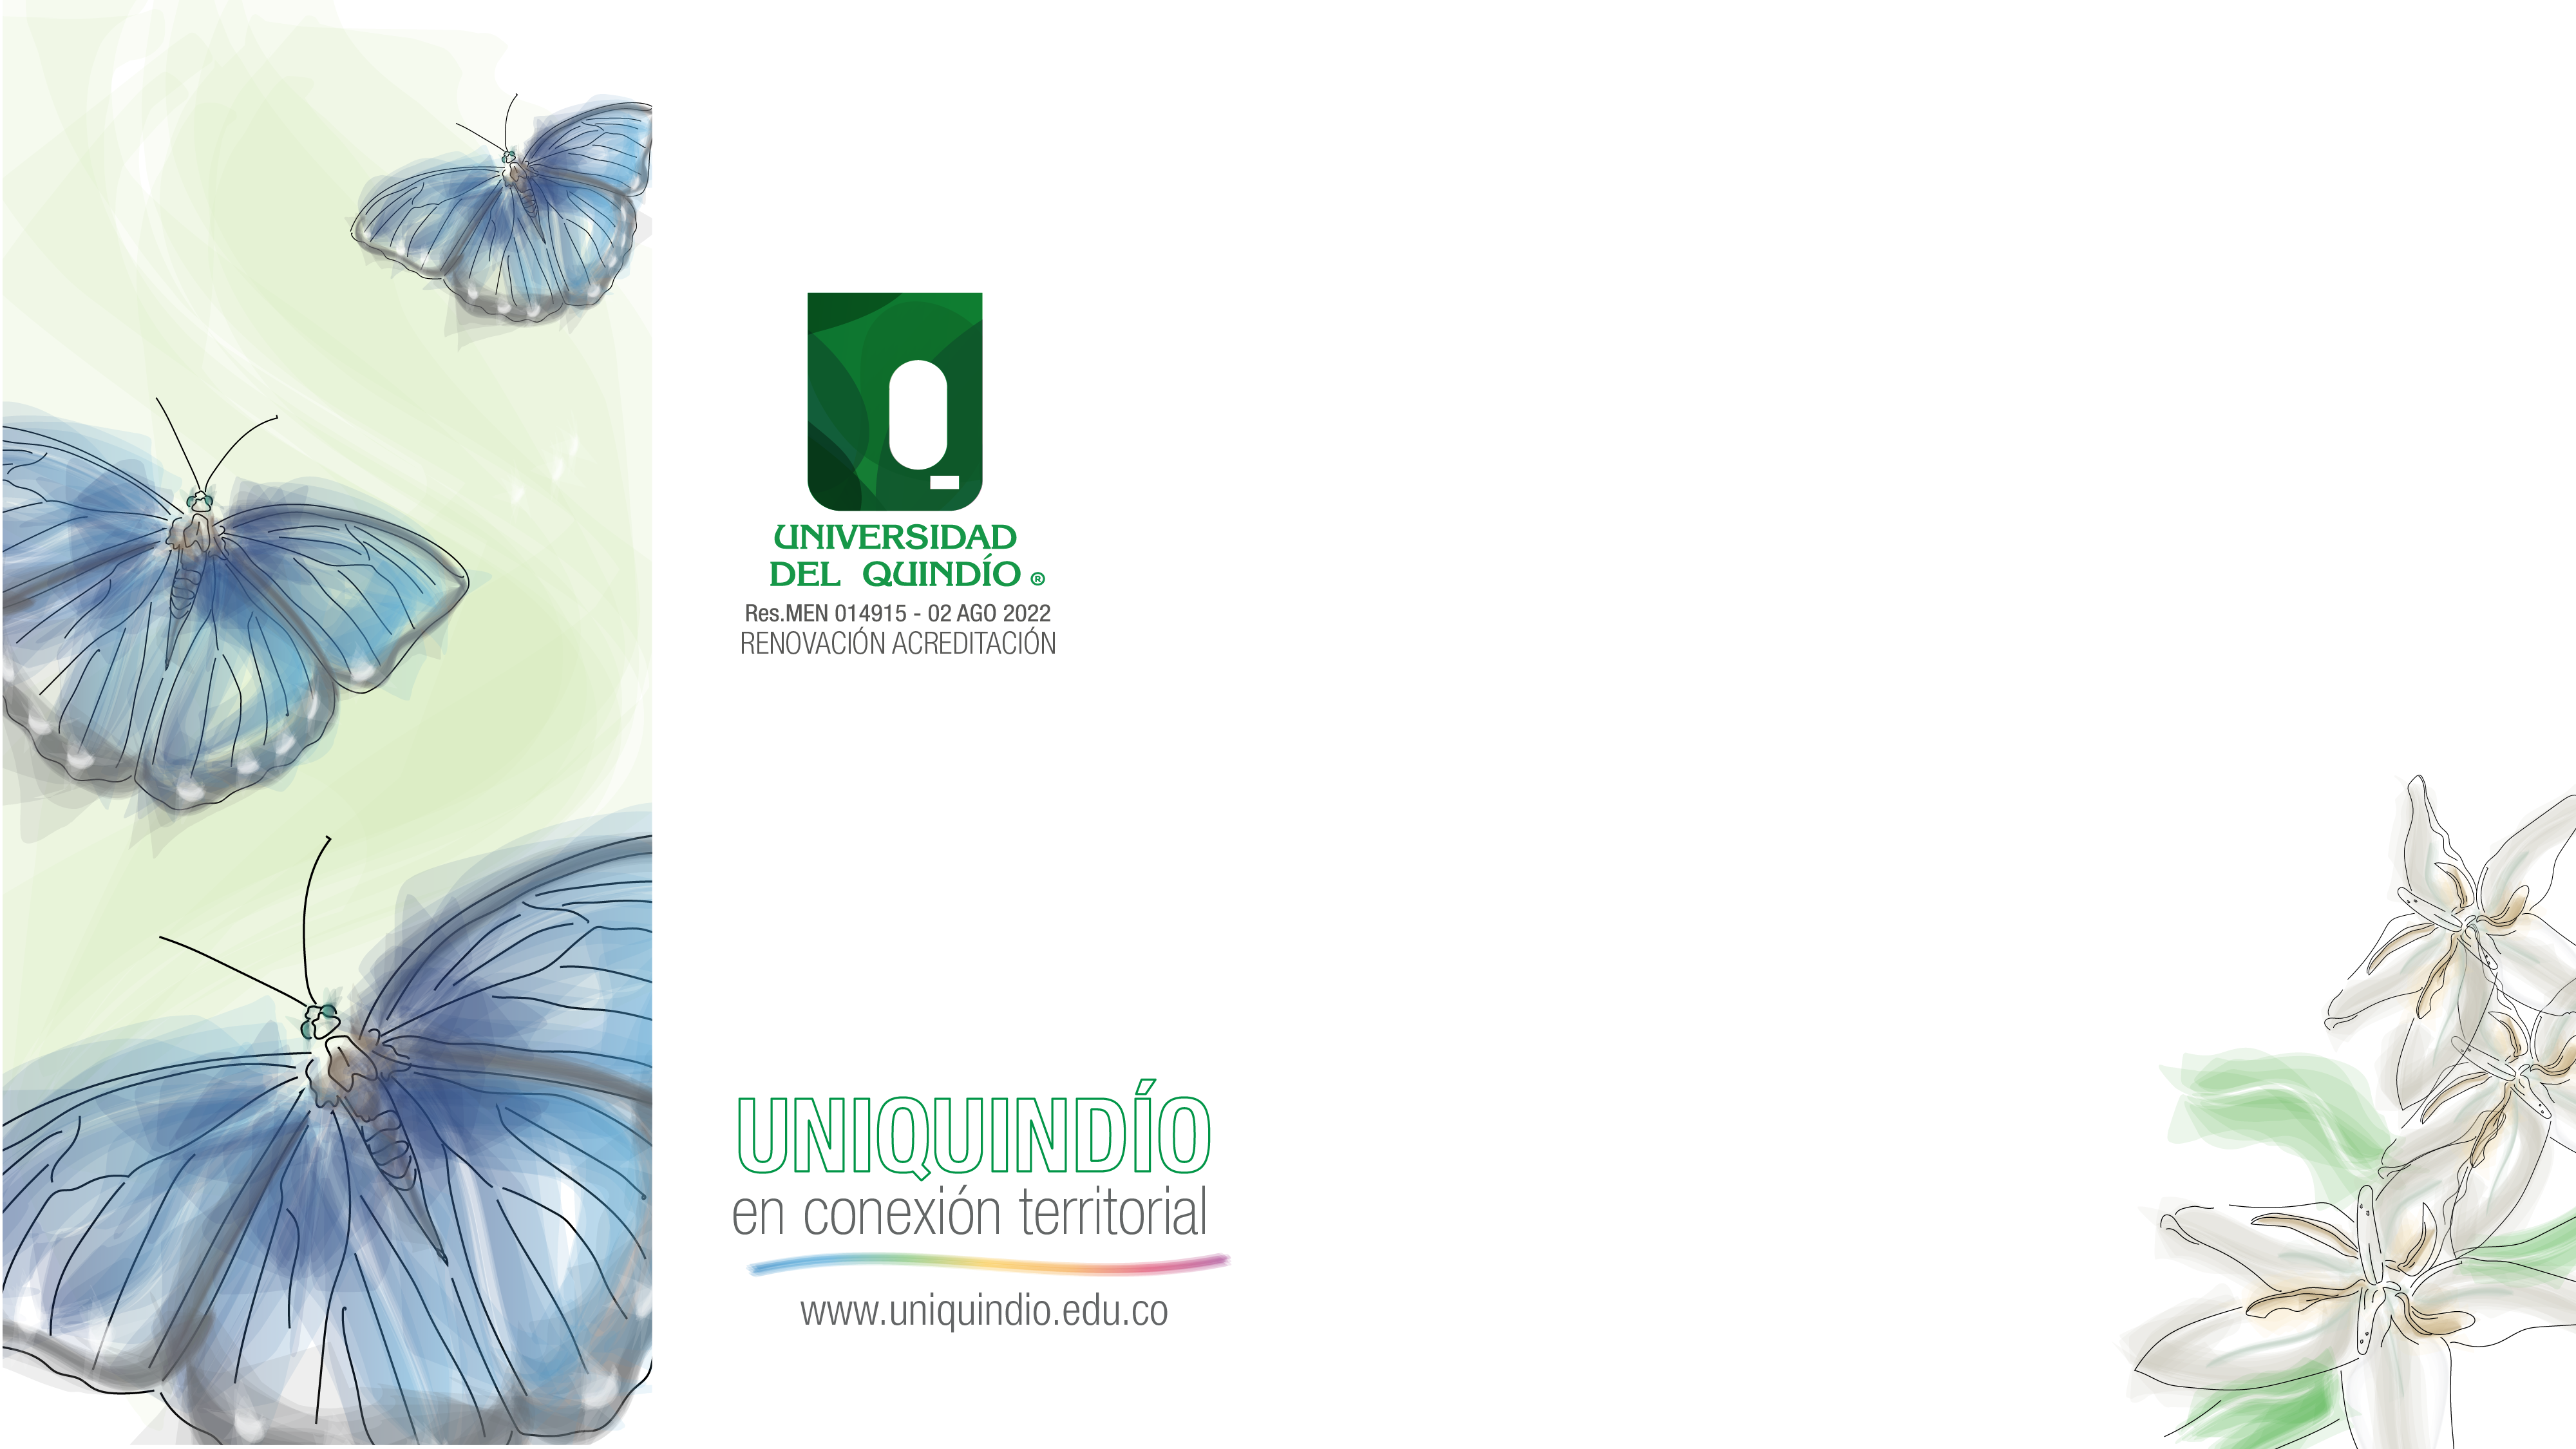 UNIVERSIDAD
DEL QUINDÍO ®
Res.MEN 014915 - 02 AGO 2022
RENOVACIÓN ACREDITACIÓN
UNIQUINDÍO
en conexión territorial
www.uniquindio.edu.co